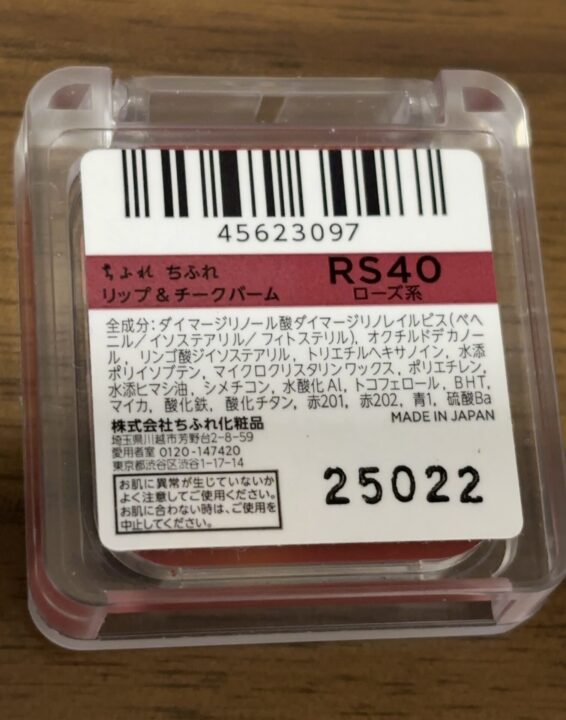 45623097
ちふれ ちふれ
リップ&チークバーム
RS40
ローズ系
全成分:ダイマージリノール酸ダイマージリノレイルビス(ベヘ
ニル/イソステアリル/フィトステリル), オクチルドデカノー
ル, リンゴ酸ジイソステアリル, トリエチルヘキサノイン, 水添
ポリイソブテン, マイクロクリスタリンワックス, ポリエチレン,
水添ヒマシ油, シメチコン, 水酸化Al, トコフェロール, BHT,
マイカ, 酸化鉄, 酸化チタン, 赤201, 赤202, 青1, 硫酸Ba
MADE IN JAPAN
株式会社ちふれ化粧品
埼玉県川越市芳野台2-8-59
愛用者室 0120-147420
東京都渋谷区渋谷1-17-14
お肌に異常が生じていないか
よく注意してご使用ください。
お肌に合わない時は、ご使用を
中止してください。
25022